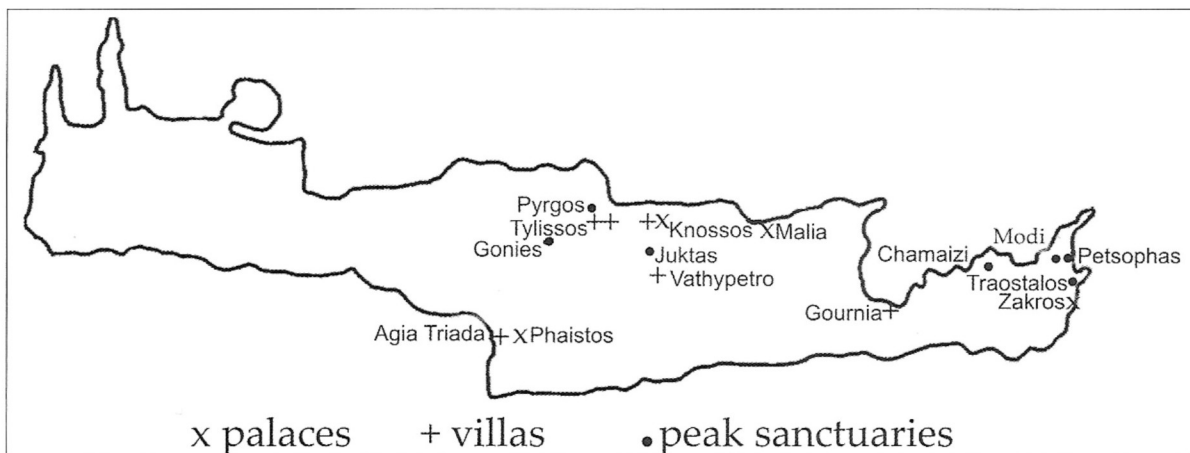 Pyrgos
Tylissos ++ +x Knossos x Malia
Gonies
Juktas
+ Vathypetro
Chamaizi
Modi
Petsophas
Traostalos
Zakros x
Gournia +
Agia Triada + x Phaistos
x palaces + villas • peak sanctuaries